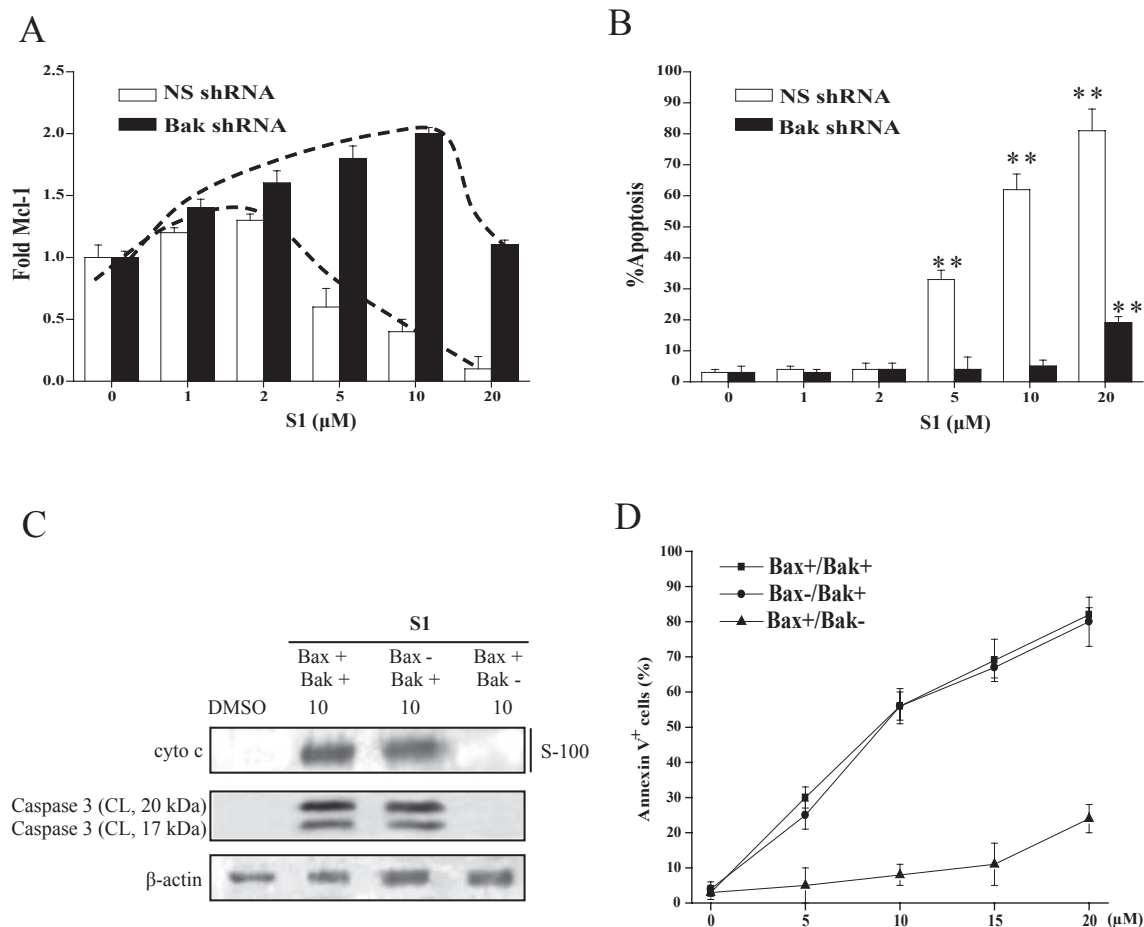 A
2.5
2.0
1.5
1.0
0.5
0.0
Fold Mcl-1
NS shRNA
Bak shRNA
0 1 2 5 10 20
S1 (μM)
B
100
90
80
70
60
50
40
30
20
10
0
%Apoptosis
NS shRNA
Bak shRNA
** ** ** **
0 1 2 5 10 20
S1 (μM)
C
S1
Bax + Bax - Bax +
Bak + Bak + Bak -
DMSO 10 10 10
cyto c S-100
Caspase 3 (CL, 20 kDa)
Caspase 3 (CL, 17 kDa)
β-actin
D
100
90
80
70
60
50
40
30
20
10
0
Annexin V+ cells (%)
Bax+/Bak+
Bax-/Bak+
Bax+/Bak-
0 5 10 15 20 (μM)